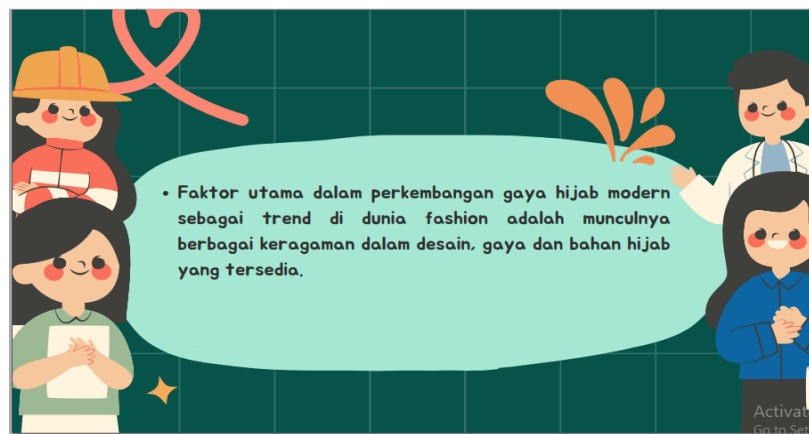 • Faktor utama dalam perkembangan gaya hijab modern
sebagai trend di dunia fashion adalah munculnya
berbagai keragaman dalam desain, gaya dan bahan hijab
yang tersedia.
Activat
Go to Set